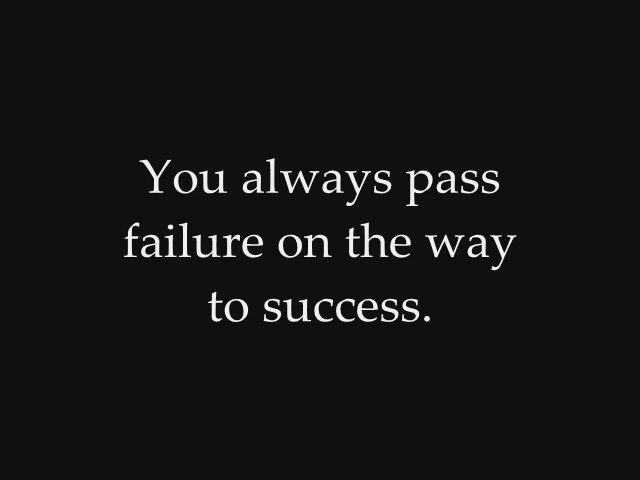 You always pass
failure on the way
to success.